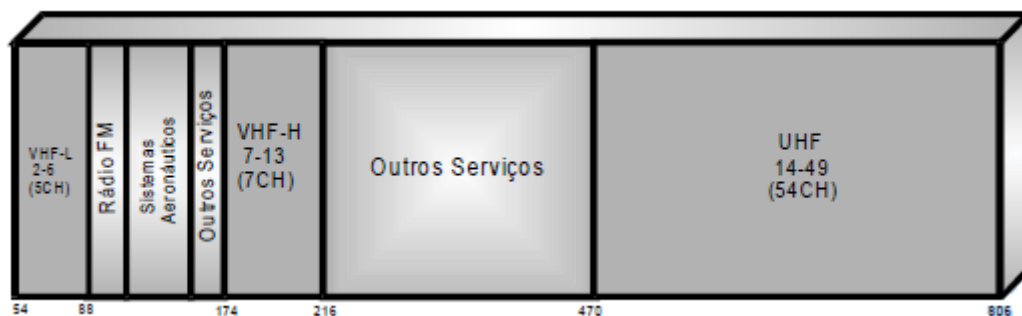 VHF-L
2-6
(5CH)
Rádio FM
Sistemas
Aeronáuticos
Outros Serviços
VHF-H
7-13
(7CH)
Outros Serviços
UHF
14-49
(54CH)
54
88
174
216
470
806